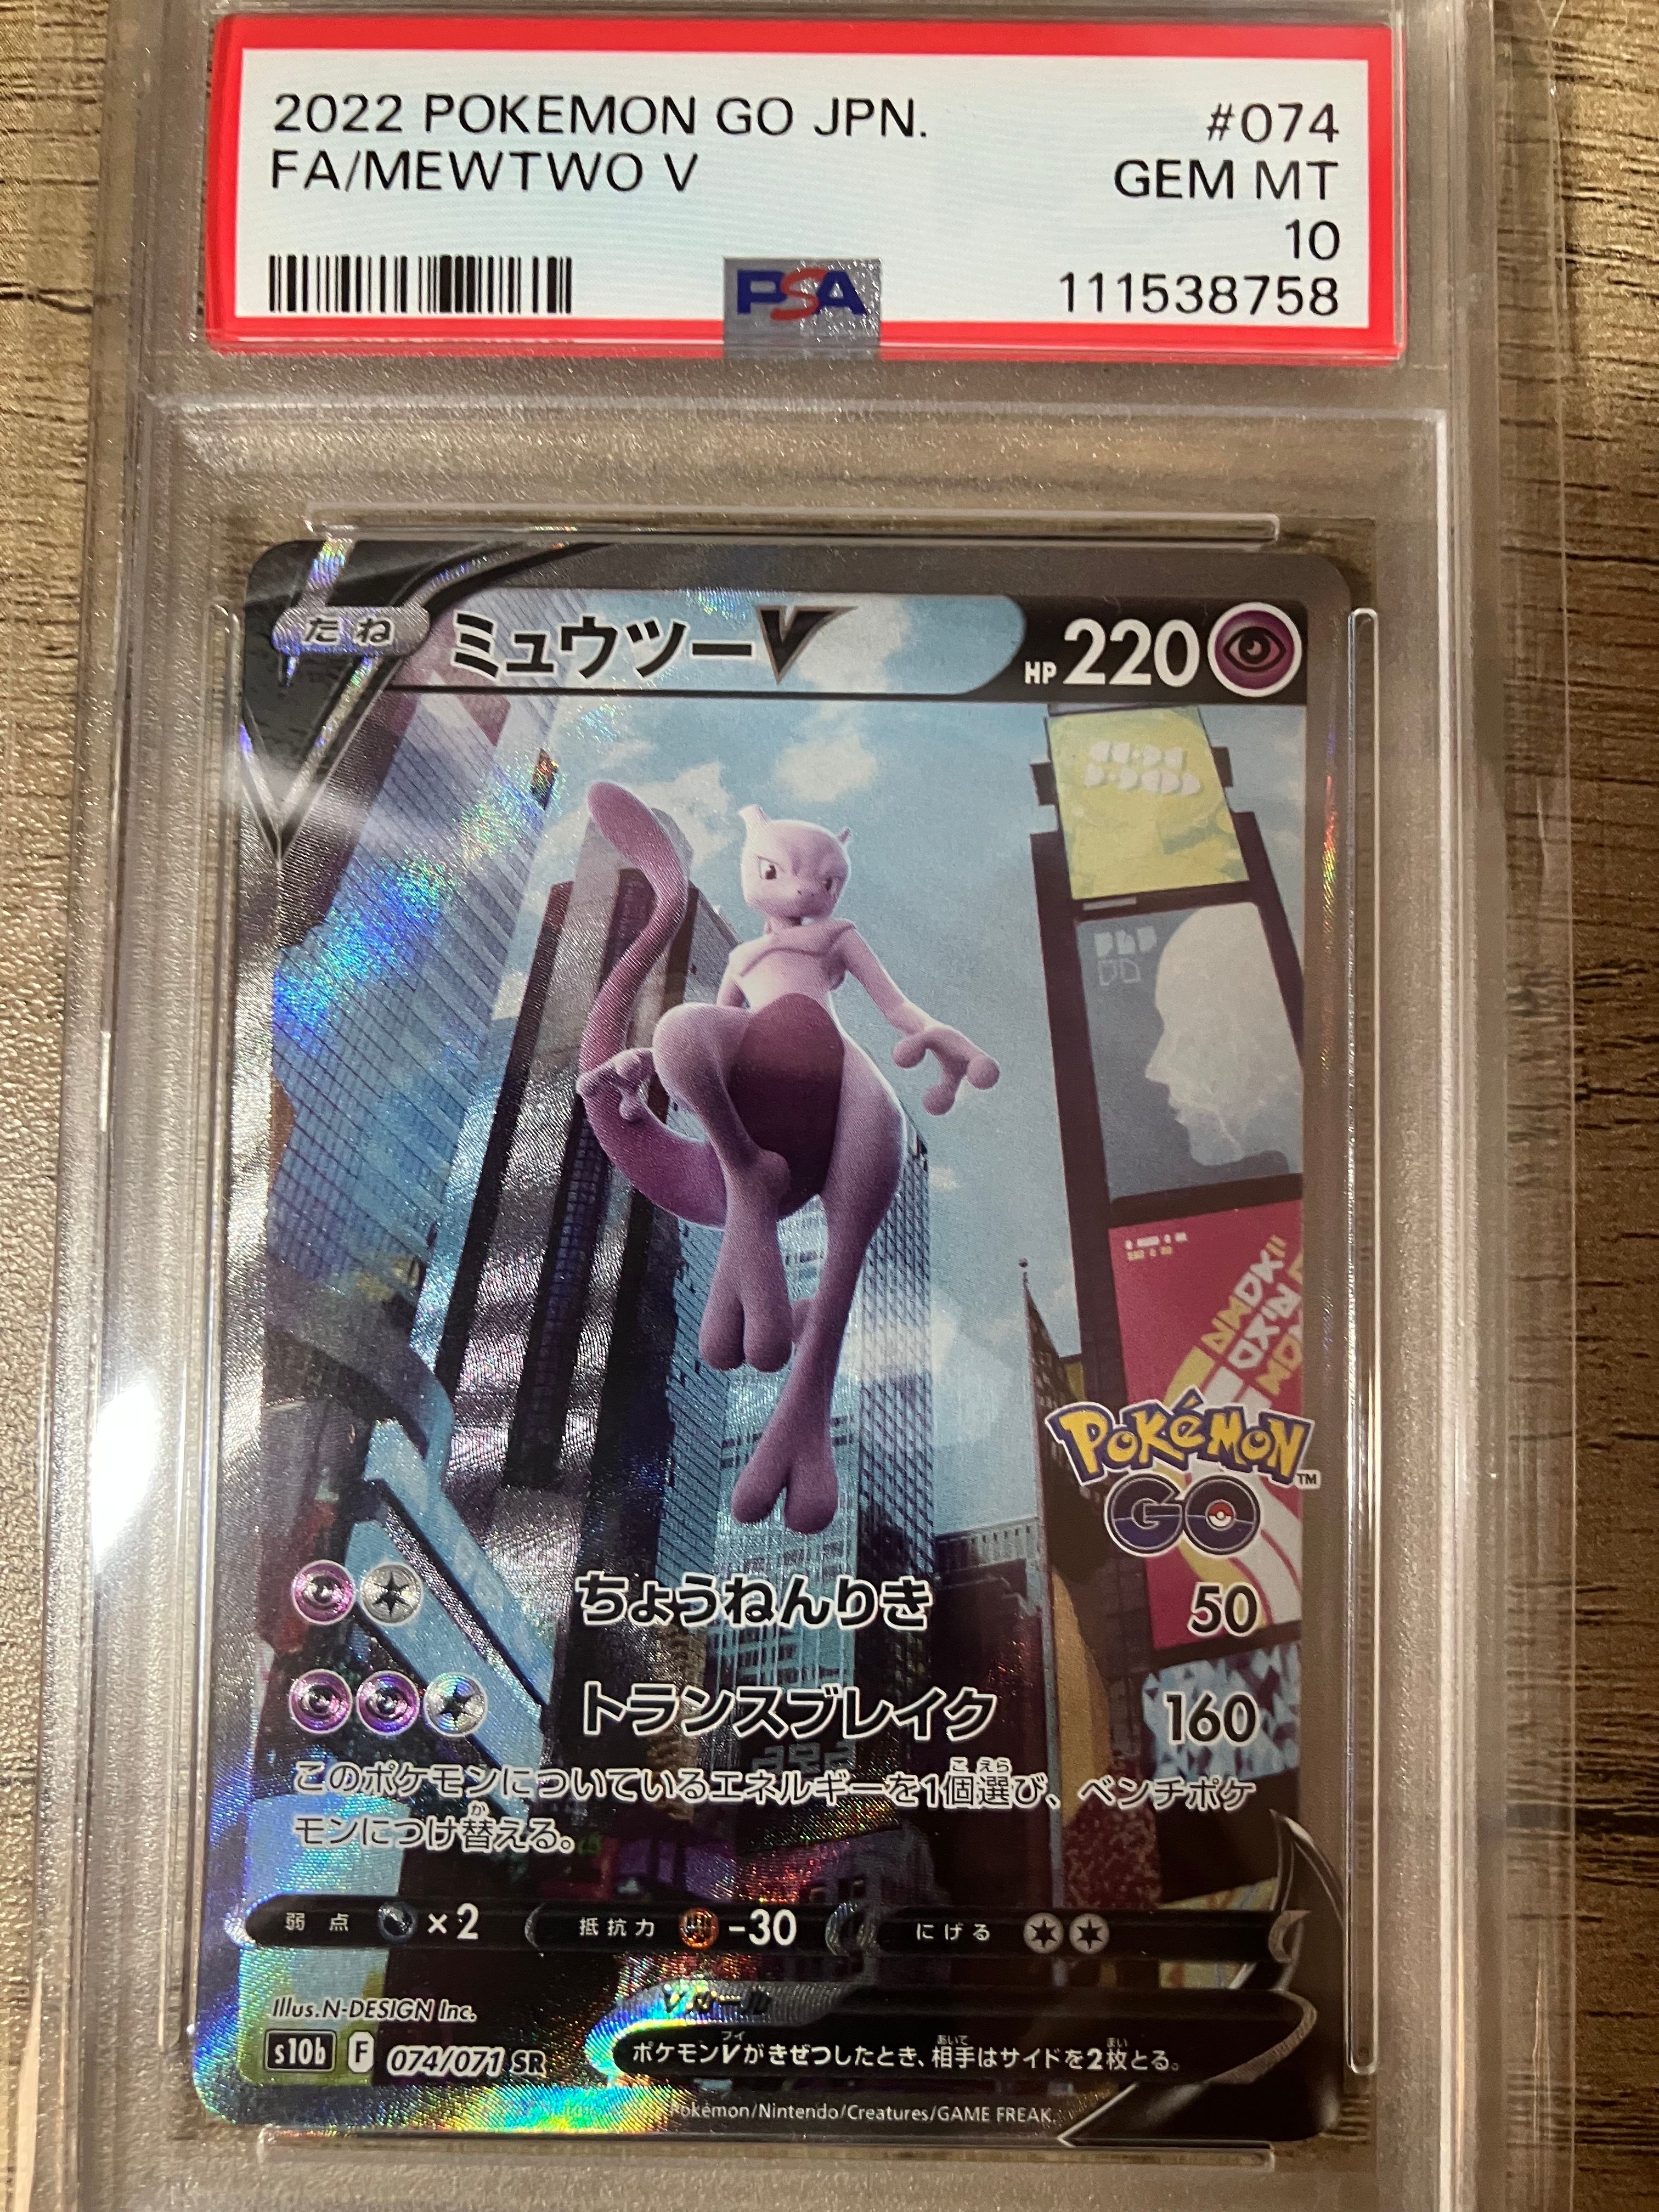 2022 POKEMON GO JPN. #074
FA/MEWTWO V GEM MT
10
PSA 111538758
たね ミュウツーV HP 220
Pokémon GO ™
ちょうねんりき 50
トランスブレイク 160
このポケモンについているエネルギーを1個選び、ベンチポケ
モンにつけ替える。
弱点 ×2 抵抗力 -30 にげる
Illus. N-DESIGN Inc.
Vルール
s10b F 074/071 SR
ポケモンVがきぜつしたとき、相手はサイドを2枚とる。
Pokémon/Nintendo/Creatures/GAME FREAK.